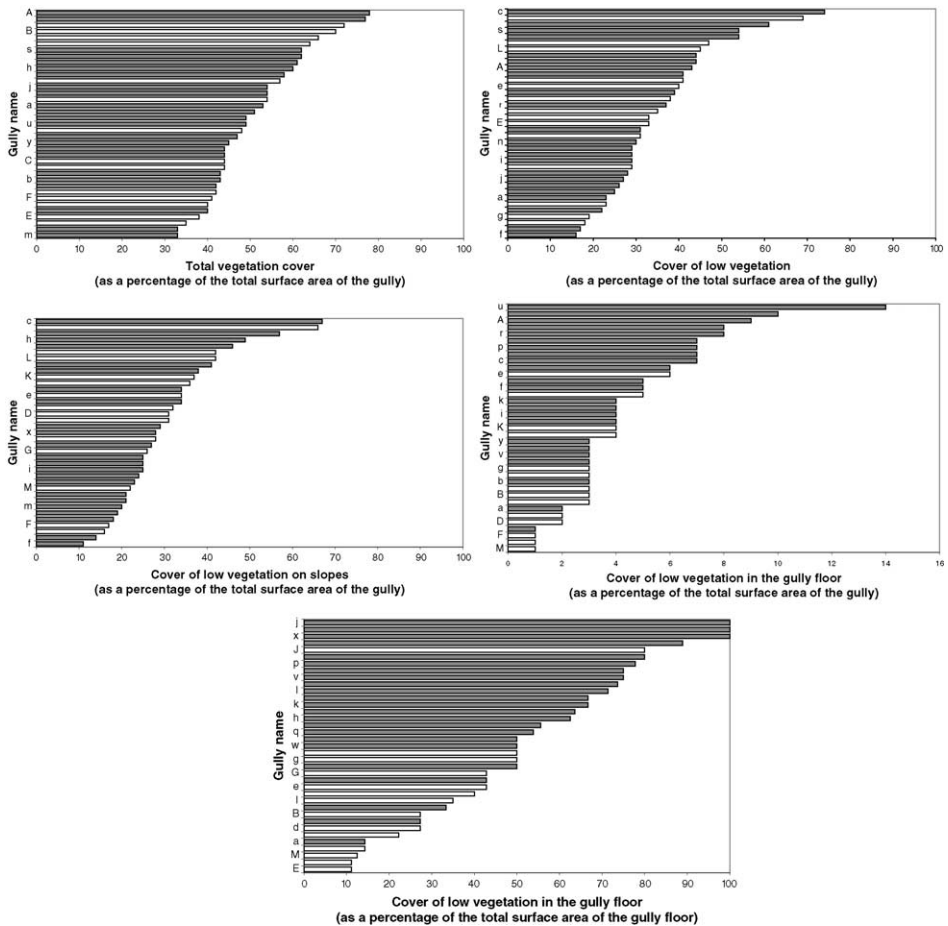 Gully name
A
B
s
h
j
a
u
y
C
b
F
E
m
0 10 20 30 40 50 60 70 80 90 100
Total vegetation cover
(as a percentage of the total surface area of the gully)
Gully name
c
s
L
A
e
r
E
n
i
j
a
g
f
0 10 20 30 40 50 60 70 80 90 100
Cover of low vegetation
(as a percentage of the total surface area of the gully)
Gully name
c
h
L
K
e
D
x
G
i
M
m
F
f
0 10 20 30 40 50 60 70 80 90 100
Cover of low vegetation on slopes
(as a percentage of the total surface area of the gully)
Gully name
u
A
r
p
c
e
f
k
i
K
y
v
g
b
B
a
D
F
M
0 2 4 6 8 10 12 14 16
Cover of low vegetation in the gully floor
(as a percentage of the total surface area of the gully)
Gully name
j
x
J
p
v
l
k
h
q
w
g
G
e
I
B
d
a
M
E
0 10 20 30 40 50 60 70 80 90 100
Cover of low vegetation in the gully floor
(as a percentage of the total surface area of the gully floor)